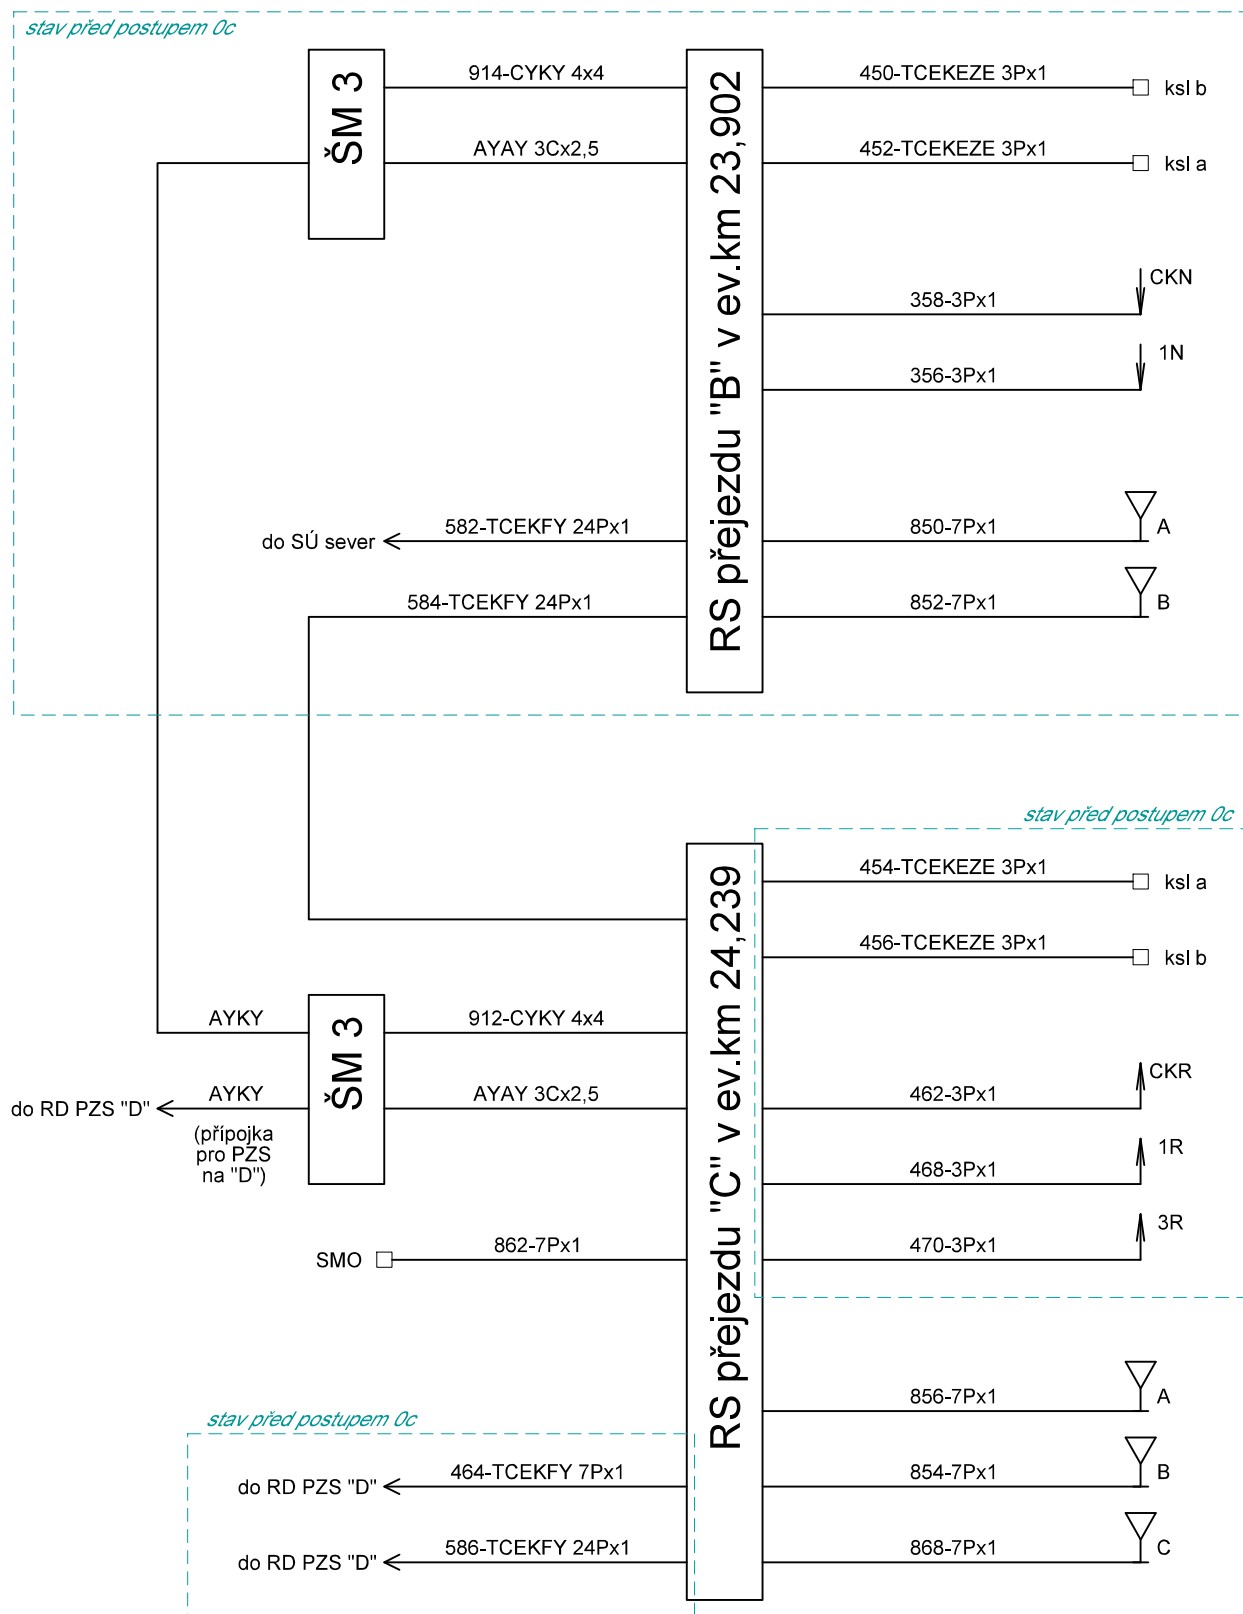 stav před postupem 0c
ŠM 3
914-CYKY 4x4
AYAY 3Cx2,5
RS přejezdu "B" v ev.km 23,902
450-TCEKEZE 3Px1
ksl b
452-TCEKEZE 3Px1
ksl a
CKN
358-3Px1
1N
356-3Px1
do SÚ sever
582-TCEKFY 24Px1
850-7Px1
A
584-TCEKFY 24Px1
852-7Px1
B
stav před postupem 0c
RS přejezdu "C" v ev.km 24,239
454-TCEKEZE 3Px1
ksl a
456-TCEKEZE 3Px1
ksl b
AYKY
ŠM 3
912-CYKY 4x4
CKR
do RD PZS "D"
AYKY
AYAY 3Cx2,5
462-3Px1
(přípojka
pro PZS
na "D")
1R
468-3Px1
3R
SMO
862-7Px1
470-3Px1
856-7Px1
A
stav před postupem 0c
do RD PZS "D"
464-TCEKFY 7Px1
854-7Px1
B
do RD PZS "D"
586-TCEKFY 24Px1
868-7Px1
C